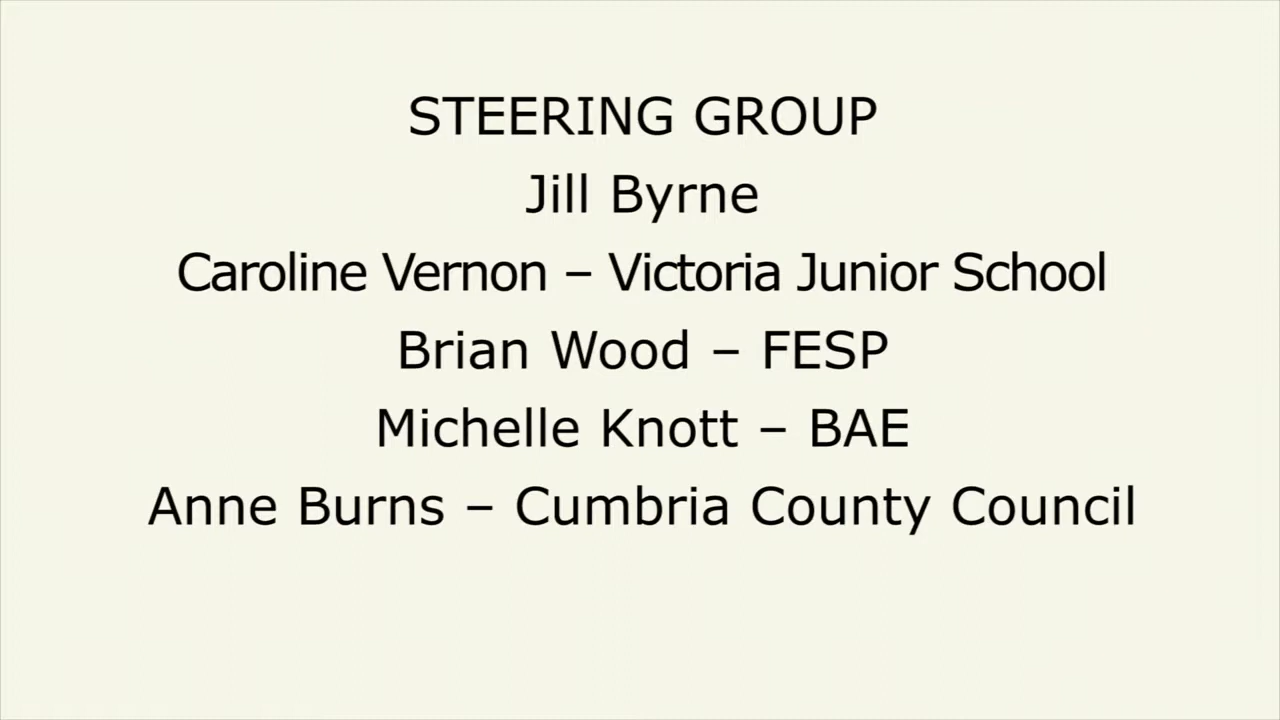 STEERING GROUP
Jill Byrne
Caroline Vernon – Victoria Junior School
Brian Wood – FESP
Michelle Knott – BAE
Anne Burns – Cumbria County Council